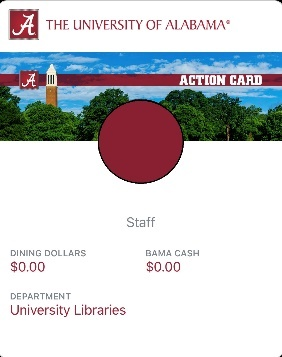 A
THE UNIVERSITY OF ALABAMA®
A
ACTION CARD
Staff
DINING DOLLARS
$0.00
BAMA CASH
$0.00
DEPARTMENT
University Libraries